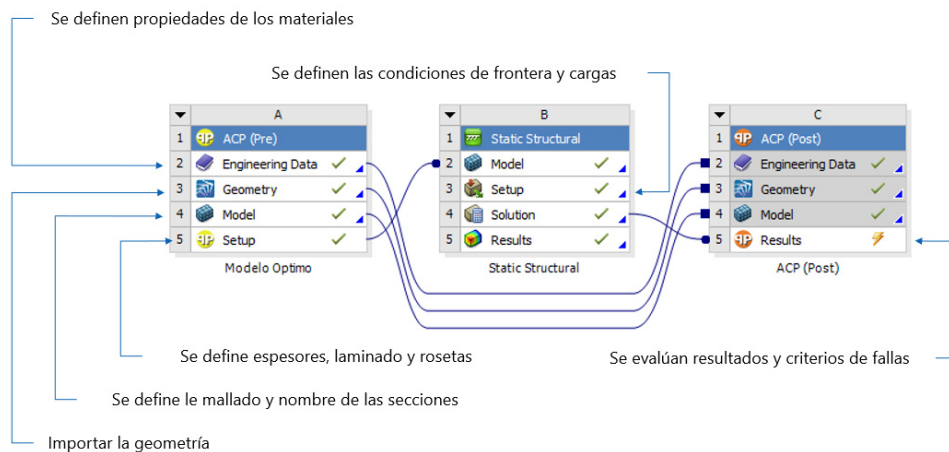 Se definen propiedades de los materiales
Se definen las condiciones de frontera y cargas
A
1 ACP (Pre)
2 Engineering Data
3 Geometry
4 Model
5 Setup
Modelo Optimo
B
1 Static Structural
2 Model
3 Setup
4 Solution
5 Results
Static Structural
C
1 ACP (Post)
2 Engineering Data
3 Geometry
4 Model
5 Results
ACP (Post)
Se define espesores, laminado y rosetas
Se evalúan resultados y criterios de fallas
Se define le mallado y nombre de las secciones
Importar la geometría